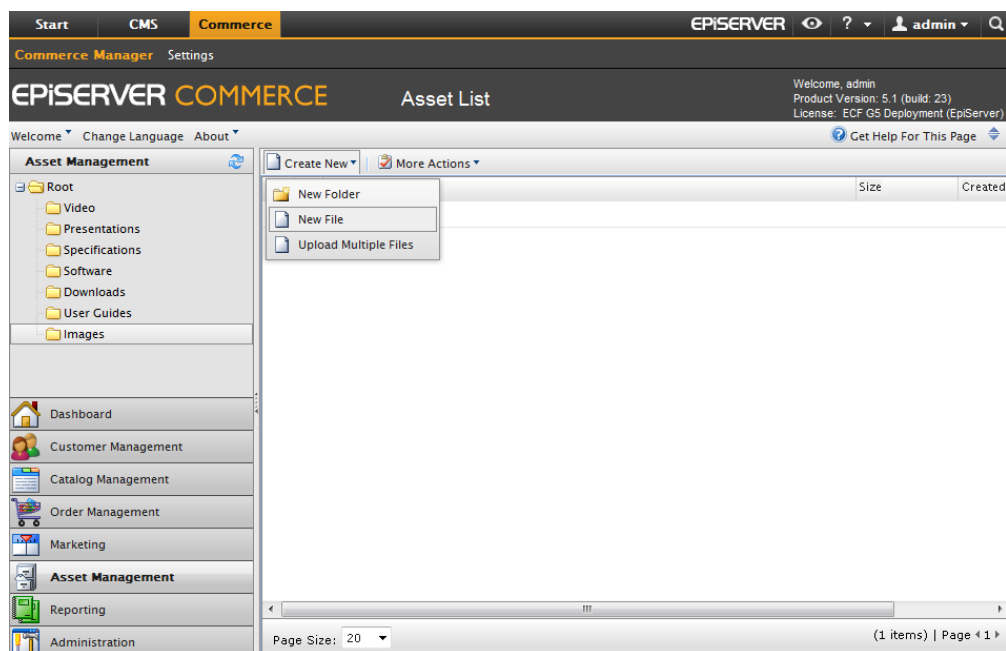 Start CMS Commerce EPiSERVER ? admin
Commerce Manager Settings
EPiSERVER COMMERCE Asset List
Welcome, admin
Product Version: 5.1 (build: 23)
License: ECF G5 Deployment (EpiServer)
Welcome Change Language About Get Help For This Page
Asset Management Create New More Actions
Root New Folder Size Created
Video New File
Presentations Upload Multiple Files
Specifications
Software
Downloads
User Guides
Images
Dashboard
Customer Management
Catalog Management
Order Management
Marketing
Asset Management
Reporting
Administration
Page Size: 20 (1 items) | Page 1